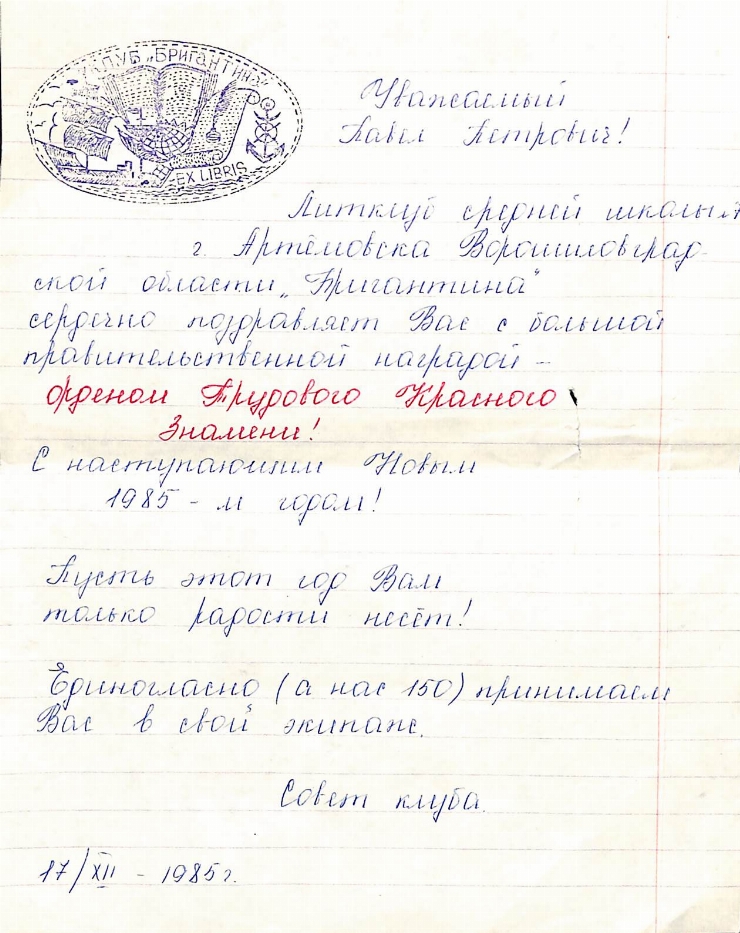 КЛУБ „БРИГАНТИНА"
EX LIBRIS
Уважаемый
Павел Петрович!
Литклуб средней школы
г. Артёмовска Ворошиловград-
ской области „Бригантина"
сердечно поздравляет Вас с большой
правительственной наградой –
орденом Трудового Красного
Знамени!
С наступающим Новым
1985 - м годом!
Пусть этот год Вам
только радости несёт!
Единогласно (а нас 150) принимаем
Вас в свой экипаж.
Совет клуба.
17/XII - 1985г.